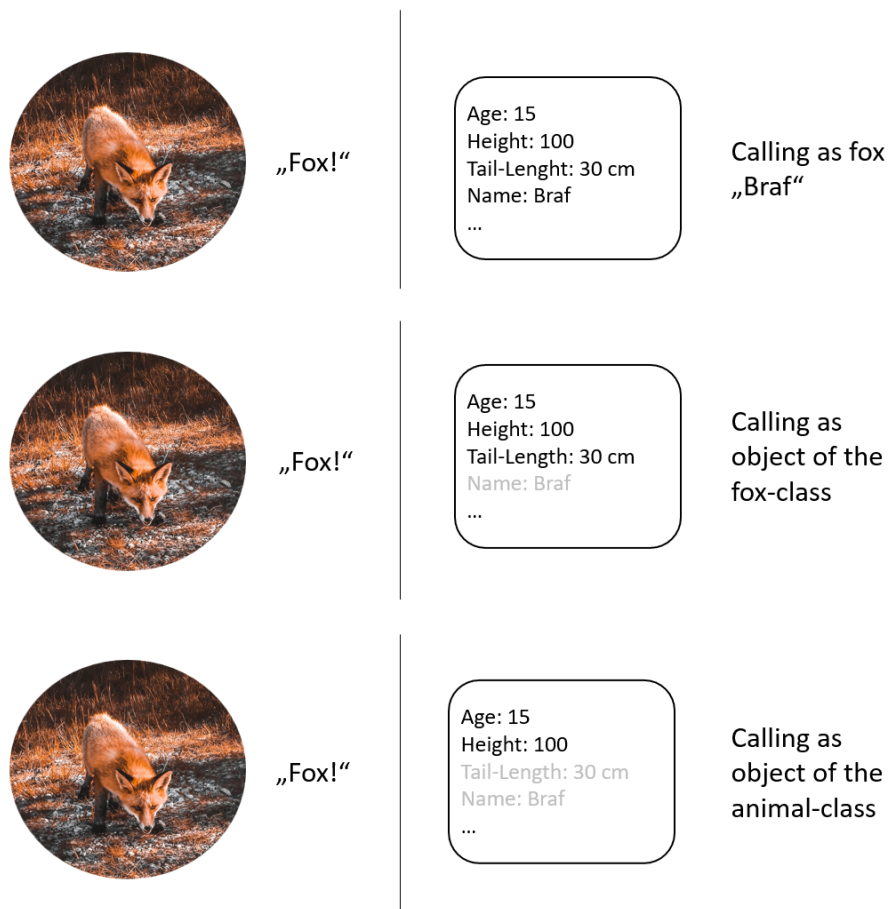 „Fox!“
Age: 15
Height: 100
Tail-Lenght: 30 cm
Name: Braf
...
Calling as fox
„Braf“
„Fox!“
Age: 15
Height: 100
Tail-Length: 30 cm
Name: Braf
...
Calling as
object of the
fox-class
„Fox!“
Age: 15
Height: 100
Tail-Length: 30 cm
Name: Braf
...
Calling as
object of the
animal-class